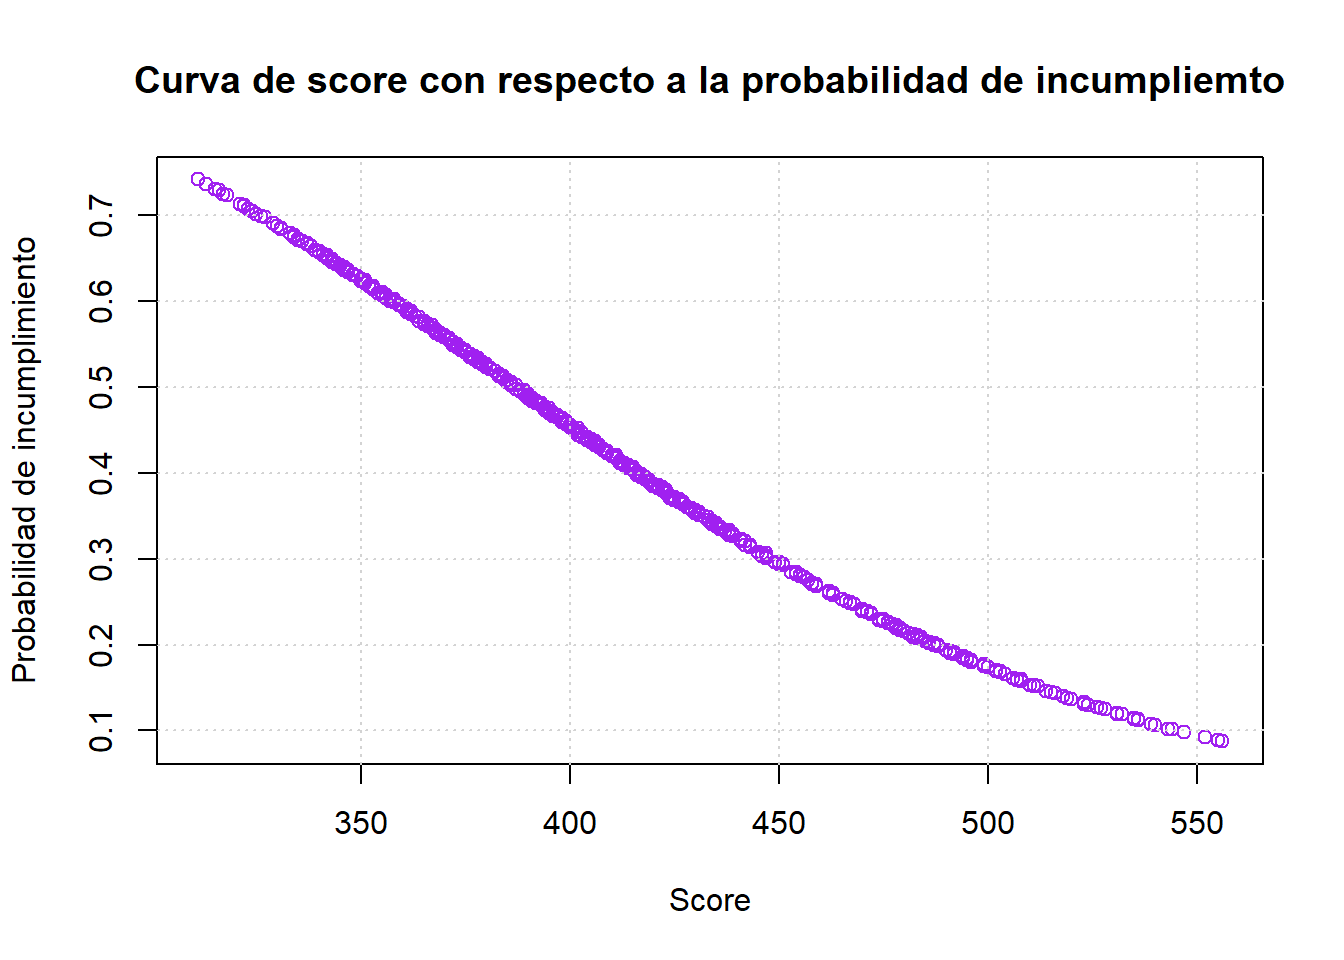 Curva de score con respecto a la probabilidad de incumpliemto
Probabilidad de incumplimiento
0.7
0.6
0.5
0.4
0.3
0.2
0.1
350 400 450 500 550
Score